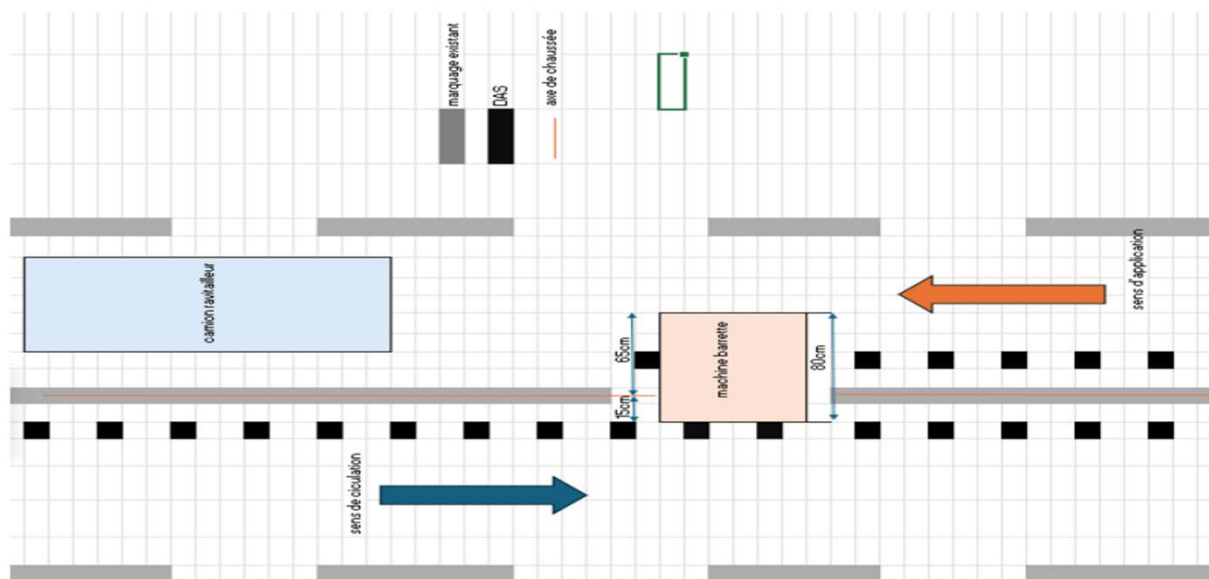 marquage existant
DAS
axe de chaussée
camion ravitailleur
sens d'application
65cm
machine barrette
80cm
15cm
sens de ciculation